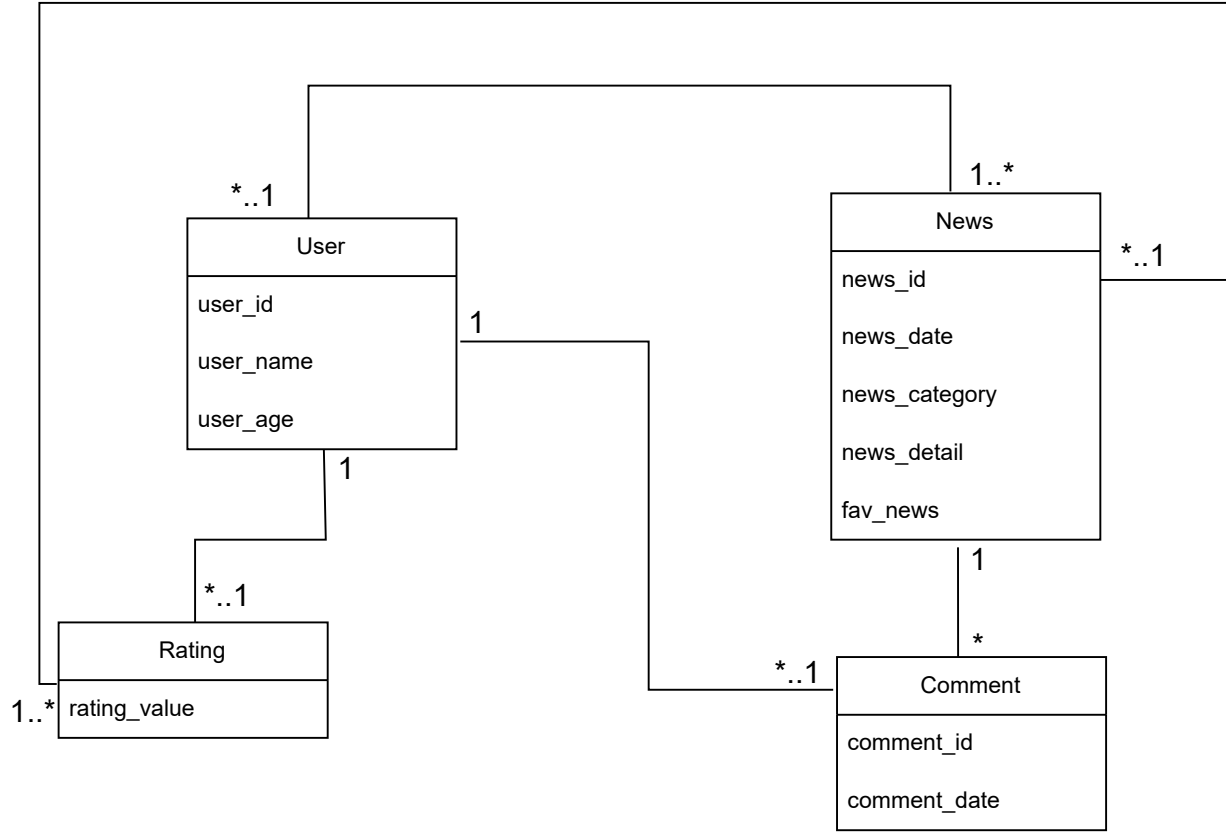 *..1
1..*
User
user_id
user_name
user_age
1
1
News
news_id
news_date
news_category
news_detail
fav_news
*..1
1
*
*..1
Rating
rating_value
1..*
*..1
Comment
comment_id
comment_date